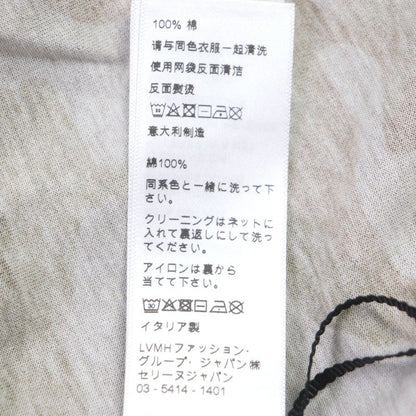 100% 棉
请与同色衣服一起清洗
使用网袋反面清洁
反面熨烫
意大利制造
綿100%
同系色と一緒に洗って下
さい。
クリーニングはネットに
入れて裏返しにして洗っ
てください。
アイロンは裏から
当てて下さい。
イタリア製
LVMHファッション・
グループ・ジャパン㈱
セリーヌジャパン
03 - 5414 - 1401